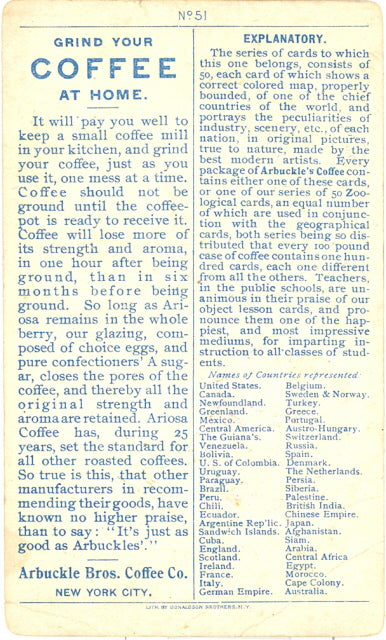 No. 51
GRIND YOUR
COFFEE
AT HOME.
It will pay you well to
keep a small coffee mill
in your kitchen, and grind
your coffee, just as you
use it, one mess at a time.
Coffee should not be
ground until the coffee-
pot is ready to receive it.
Coffee will lose more of
its strength and aroma,
in one hour after being
ground, than in six
months before being
ground. So long as Ari-
osa remains in the whole
berry, our glazing, com-
posed of choice eggs, and
pure confectioners' A sug-
ar, closes the pores of the
coffee, and thereby all the
original strength and
aroma are retained. Ariosa
Coffee has, during 25
years, set the standard for
all other roasted coffees.
So true is this, that other
manufacturers in recom-
mending their goods, have
known no higher praise,
than to say: "It's just as
good as Arbuckles'."
Arbuckle Bros. Coffee Co.
NEW YORK CITY.
EXPLANATORY.
The series of cards to which
this one belongs, consists of
50, each card of which shows a
correct colored map, properly
bounded, of one of the chief
countries of the world, and
portrays the peculiarities of
industry, scenery, etc., of each
nation, in original pictures,
true to nature, made by the
best modern artists. Every
package of Arbuckle's Coffee con-
tains either one of these cards,
or one of our series of 50 Zoo-
logical cards, an equal number
of which are used in conjunc-
tion with the geographical
cards, both series being so dis-
tributed that every 100 pound
case of coffee contains one hun-
dred cards, each one different
from all the others. Teachers,
in the public schools, are un-
animous in their praise of our
object lesson cards, and pro-
nounce them one of the hap-
piest, and most impressive
mediums, for imparting in-
struction to all classes of stud-
ents.
Names of Countries represented
United States. Belgium.
Canada. Sweden & Norway.
Newfoundland. Turkey.
Greenland. Greece.
Mexico. Portugal.
Central America. Austro-Hungary.
The Guiana's. Switzerland.
Venezuela. Russia.
Bolivia. Spain.
U. S. of Colombia. Denmark.
Uruguay. The Netherlands.
Paraguay. Persia.
Brazil. Siberia.
Peru. Palestine.
Chili. British India.
Ecuador. Chinese Empire.
Argentine Rep'lic. Japan.
Sandwich Islands. Afghanistan.
Cuba. Siam.
England. Arabia.
Scotland. Central Africa
Ireland. Egypt.
France. Morocco.
Italy. Cape Colony.
German Empire. Australia.
LITH. BY DONALDSON BROTHERS, N.Y.